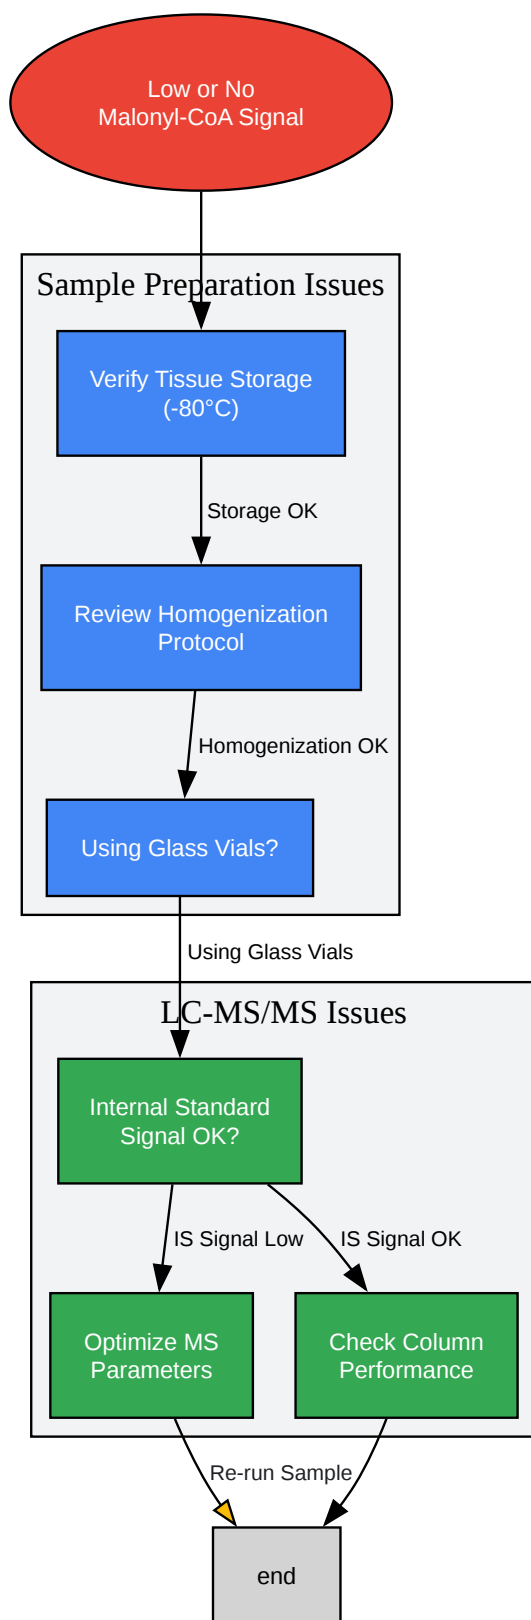 Low or No
Malonyl-CoA Signal
Sample Preparation Issues
Verify Tissue Storage
(-80°C)
Storage OK
Review Homogenization
Protocol
Homogenization OK
Using Glass Vials?
Using Glass Vials
LC-MS/MS Issues
Internal Standard
Signal OK?
IS Signal Low
IS Signal OK
Optimize MS
Parameters
Check Column
Performance
Re-run Sample
end